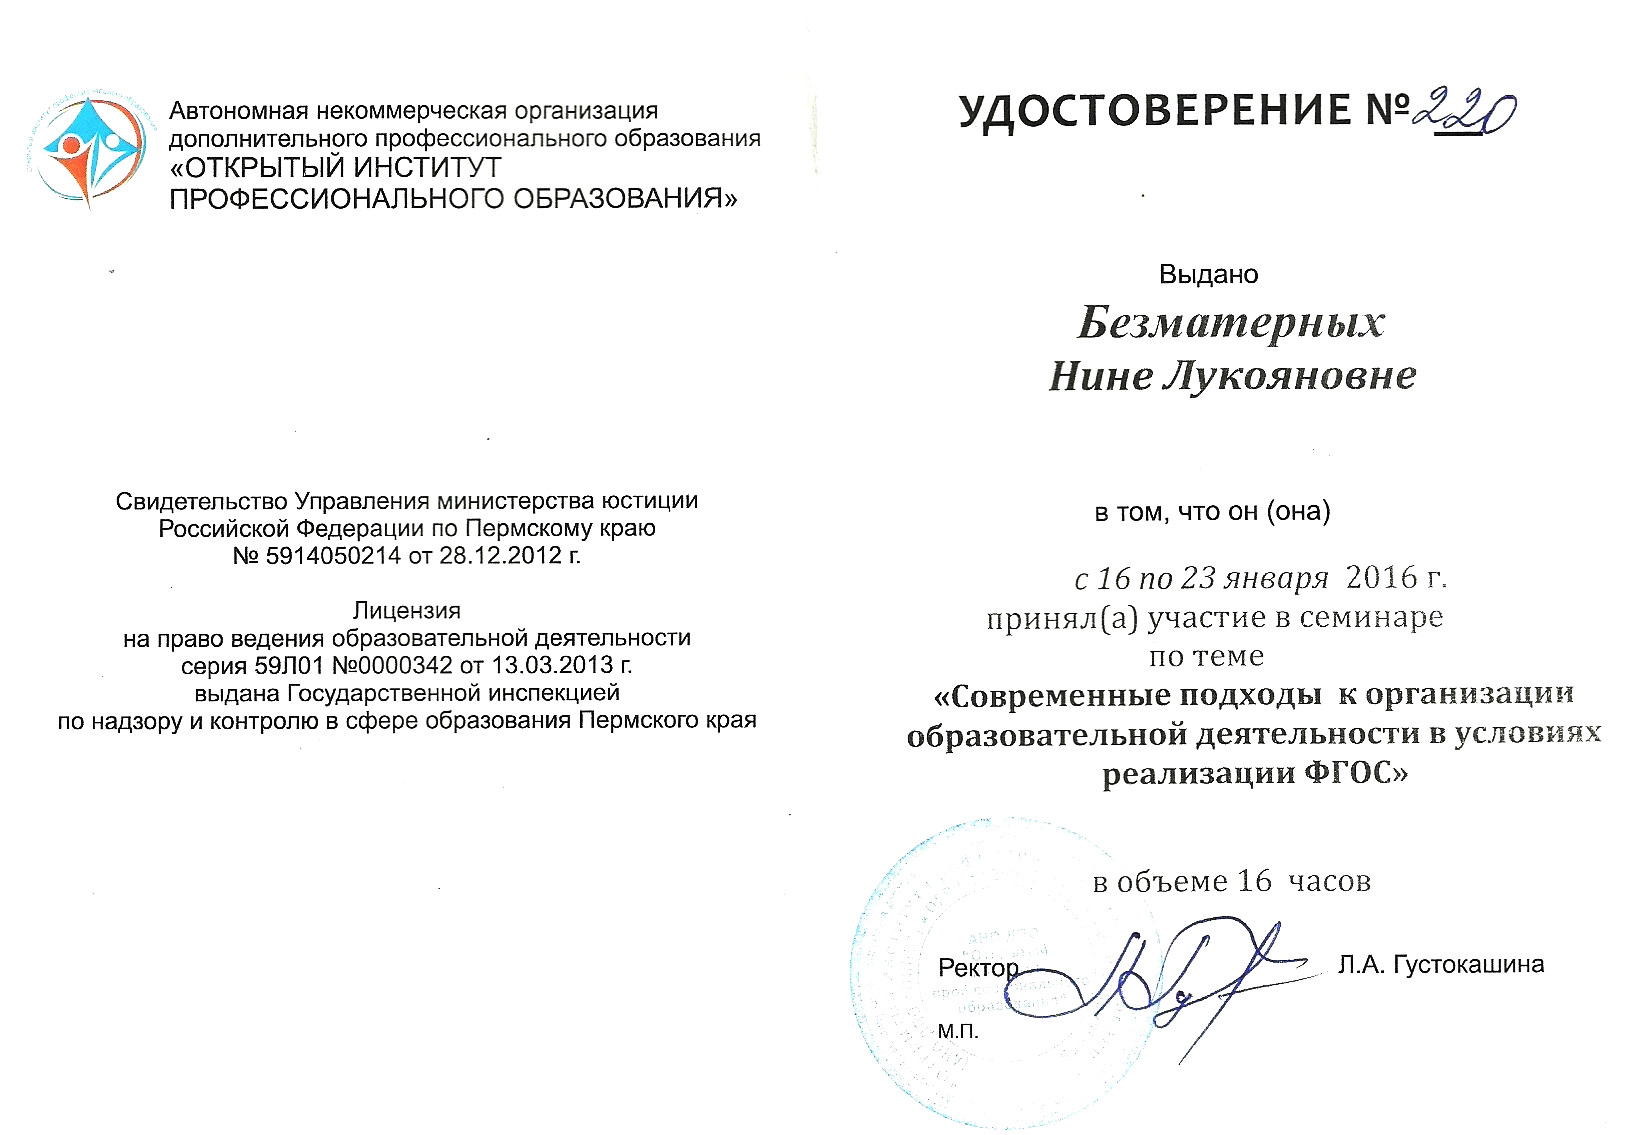 Автономная некоммерческая организация
дополнительного профессионального образования
«ОТКРЫТЫЙ ИНСТИТУТ
ПРОФЕССИОНАЛЬНОГО ОБРАЗОВАНИЯ»
Свидетельство Управления министерства юстиции
Российской Федерации по Пермскому краю
№ 5914050214 от 28.12.2012 г.
Лицензия
на право ведения образовательной деятельности
серия 59Л01 №0000342 от 13.03.2013 г.
выдана Государственной инспекцией
по надзору и контролю в сфере образования Пермского края
УДОСТОВЕРЕНИЕ № 220
Выдано
Безматерных
Нине Лукояновне
в том, что он (она)
с 16 по 23 января 2016 г.
принял(а) участие в семинаре
по теме
«Современные подходы к организации
образовательной деятельности в условиях
реализации ФГОС»
в объеме 16 часов
Ректор
Л.А. Густокашина
М.П.